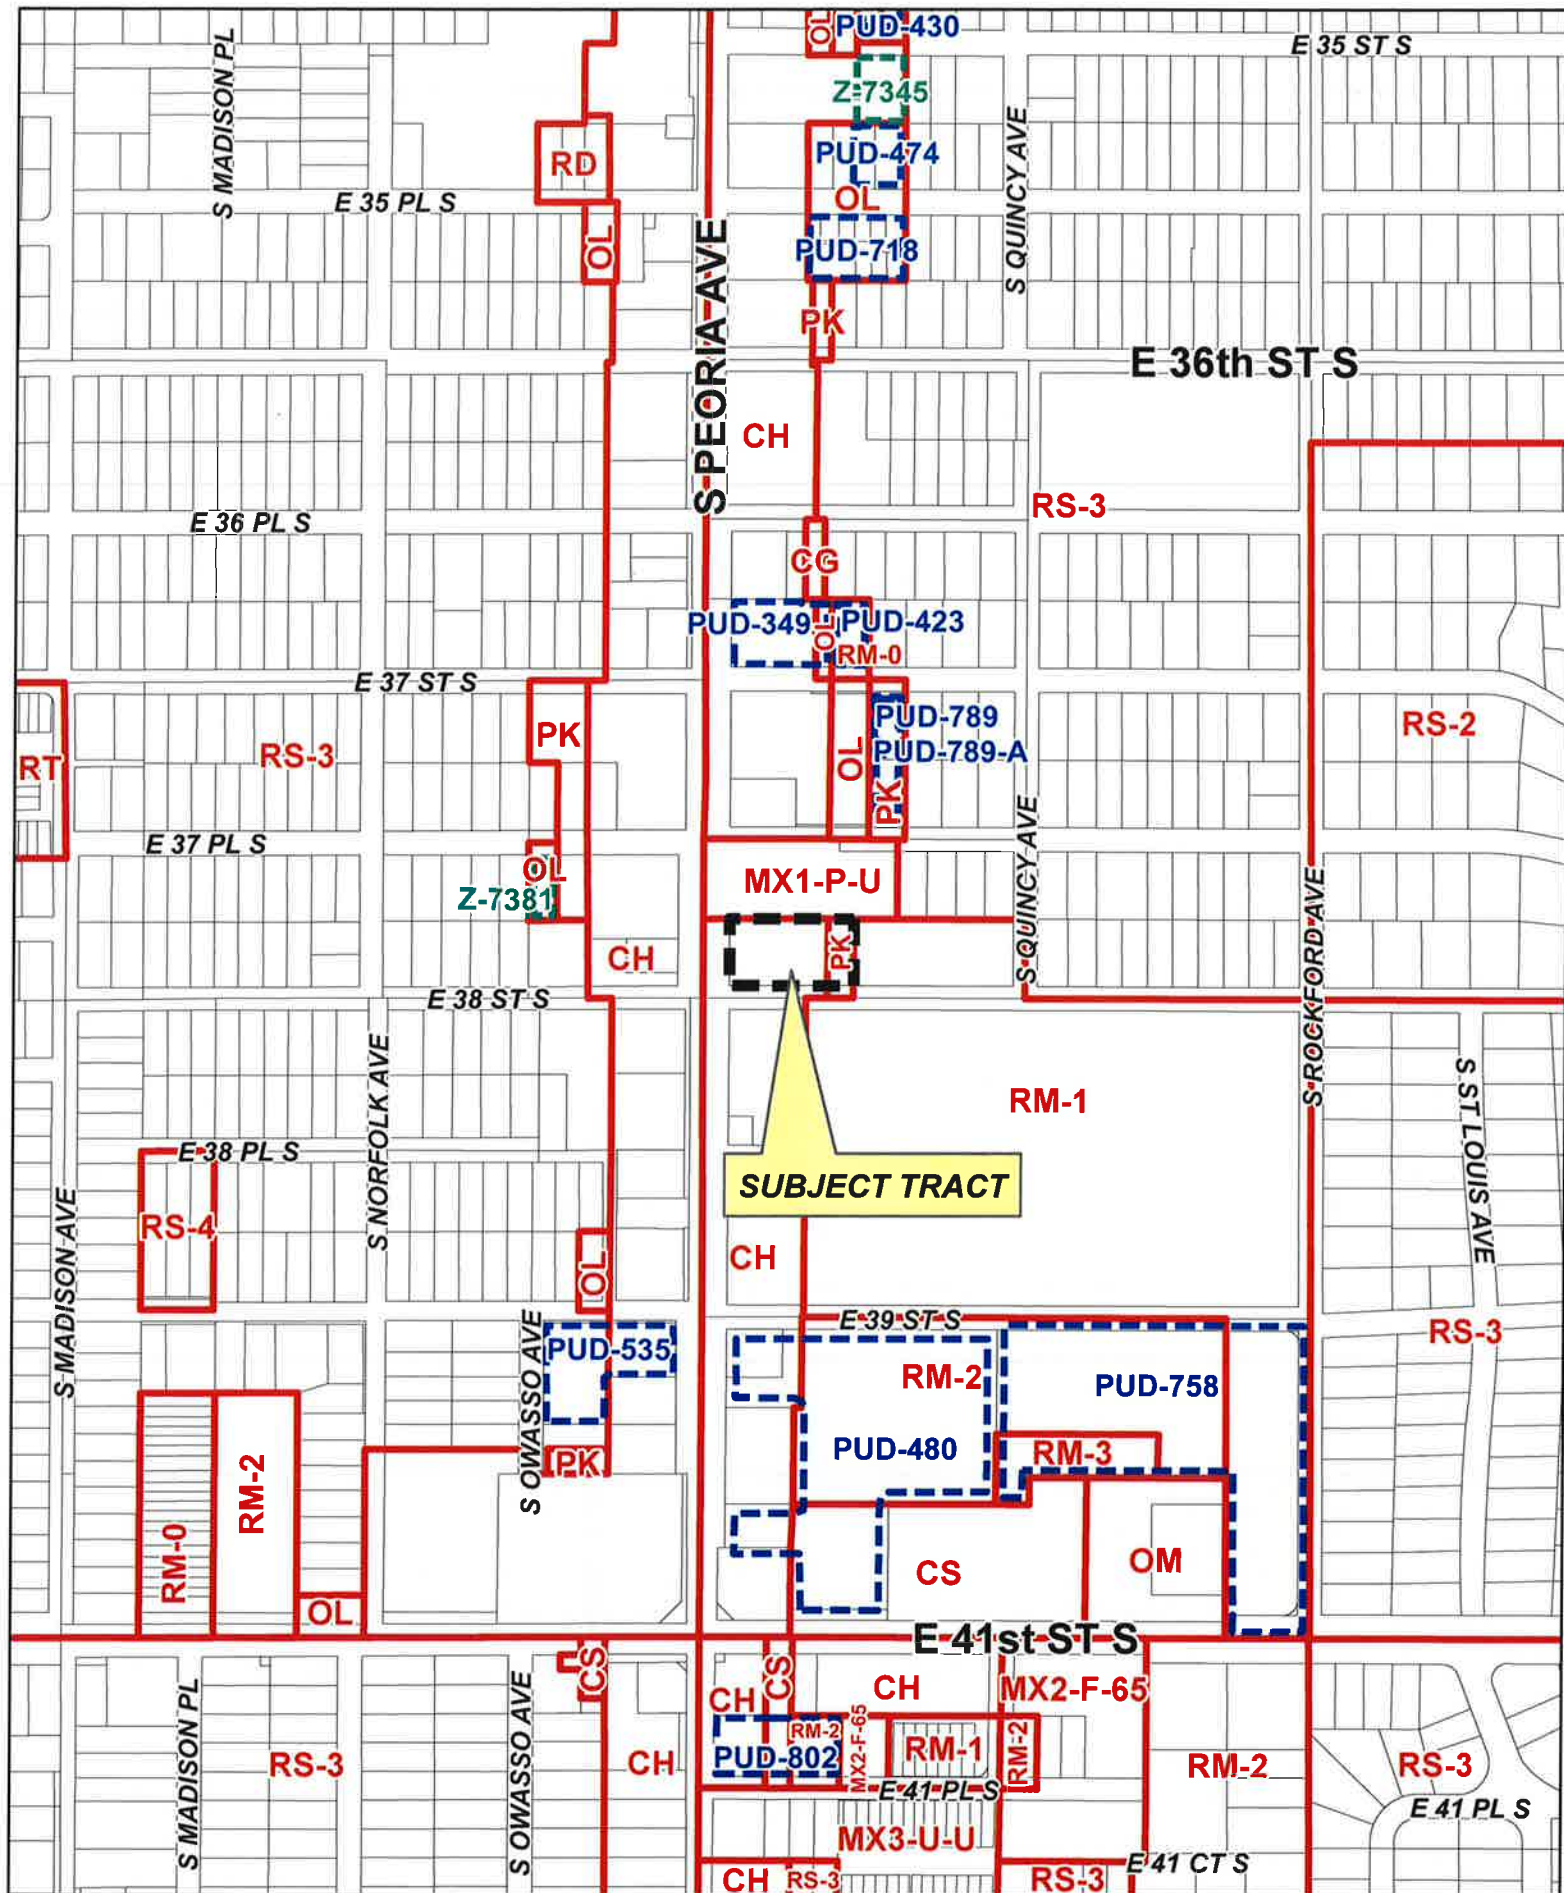 OL
PUD-430
E 35 ST S
S MADISON PL
Z-7345
S QUINCY AVE
PUD-474
RD
OL
E 35 PL S
OL
PUD-718
S PEORIA AVE
PK
E 36th ST S
CH
RS-3
E 36 PL S
CG
PUD-349
OL
PUD-423
RM-0
E 37 ST S
PK
RS-3
RT
OL
PUD-789
PUD-789-A
PK
RS-2
E 37 PL S
OL
Z-7381
MX1-P-U
S QUINCY AVE
S ROCKFORD AVE
CH
PK
E 38 ST S
S NORFOLK AVE
RM-1
S ST LOUIS AVE
E 38 PL S
SUBJECT TRACT
S MADISON AVE
RS-4
OL
CH
E 39 ST S
RS-3
S OWASSO AVE
PUD-535
RM-2
PUD-758
PK
PUD-480
RM-3
RM-2
RM-0
OL
CS
OM
E 41st ST S
CS
CS
CH
CH
MX2-F-65
S MADISON PL
RS-3
S OWASSO AVE
CH
PUD-802
RM-2
MX2-F-65
RM-1
RM-2
RM-2
RS-3
E 41 PL S
E 41 PL S
MX3-U-U
CH
RS-3
RS-3
E 41 CT S